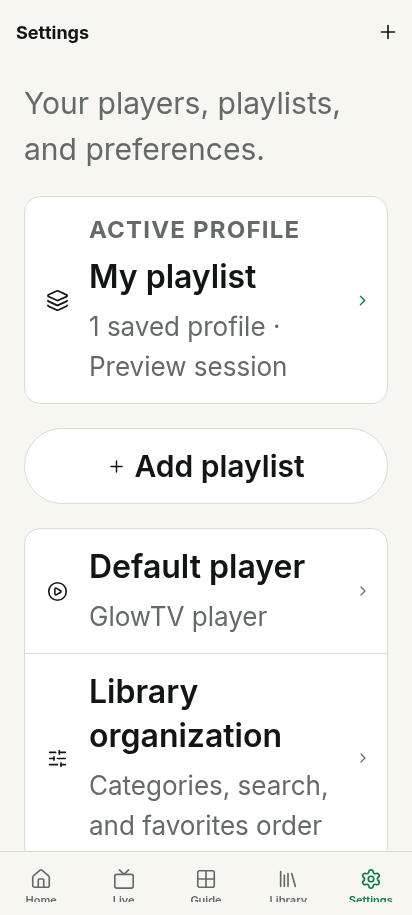 Settings
Your players, playlists,
and preferences.
ACTIVE PROFILE
My playlist
1 saved profile ·
Preview session
+ Add playlist
Default player
GlowTV player
Library
organization
Categories, search,
and favorites order
Home
Live
Guide
Library
Settings